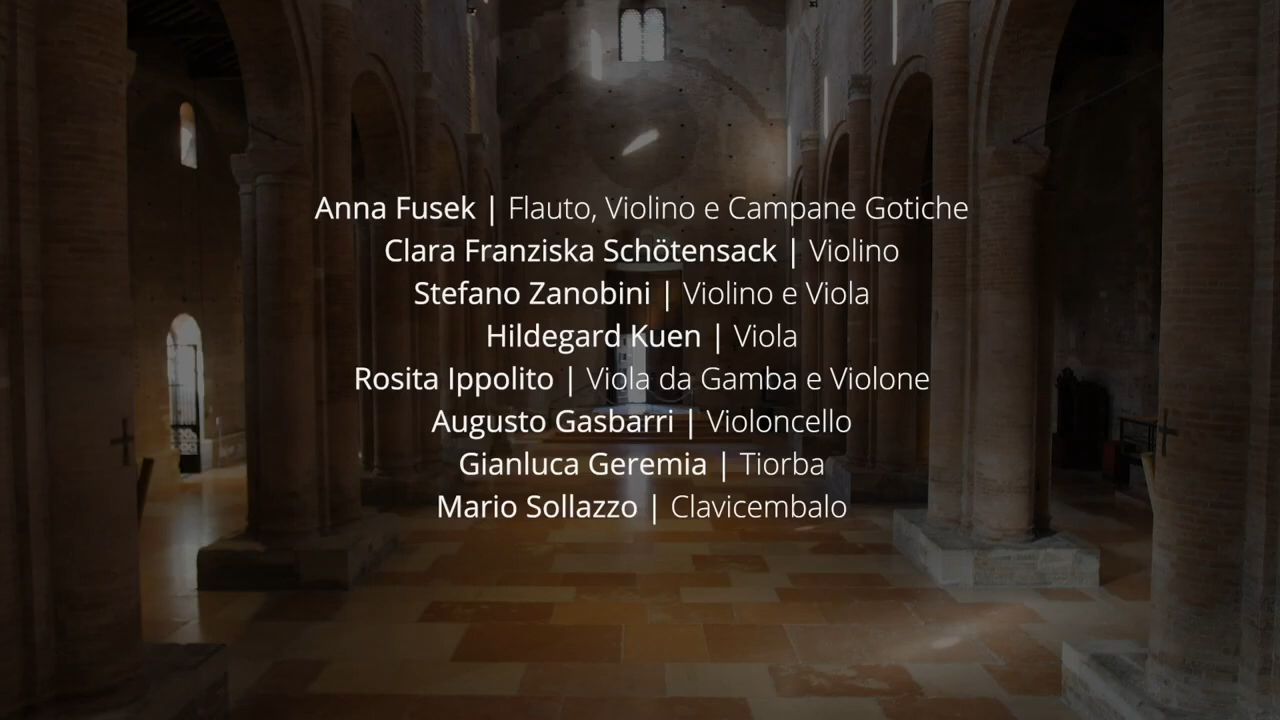 Anna Fusek | Flauto, Violino e Campane Gotiche
Clara Franziska Schötensack | Violino
Stefano Zanobini | Violino e Viola
Hildegard Kuen | Viola
Rosita Ippolito | Viola da Gamba e Violone
Augusto Gasbarri | Violoncello
Gianluca Geremia | Tiorba
Mario Sollazzo | Clavicembalo